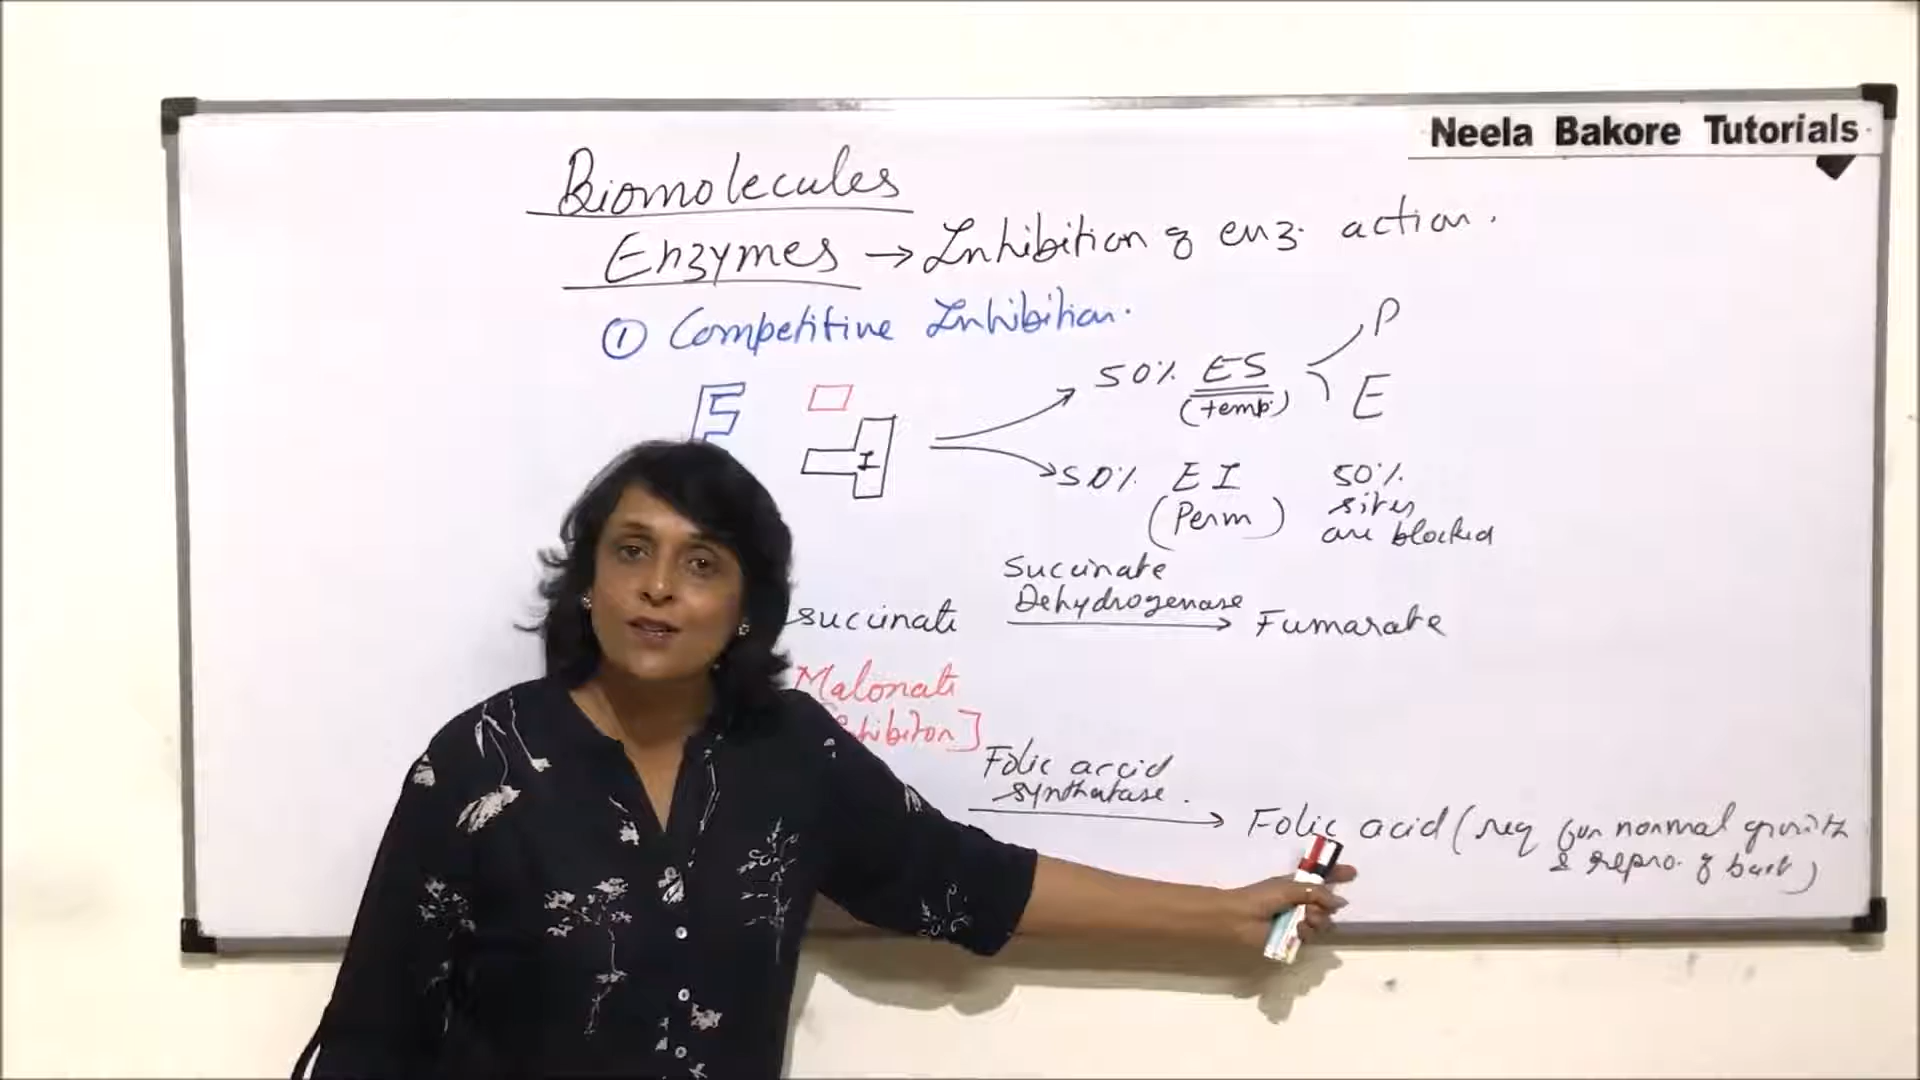 Neela Bakore Tutorials
Biomolecules
Enzymes → Inhibition of enz. action.
① Competitive Inhibition.
E
I
50% ES
(temp.)
P
E
50% EI
(Perm)
50%
sites
are blocked
succinate
Succinate
Dehydrogenase
Fumarate
Malonate
hibitor]
Folic accid
synthatase.
Folic acid (req for normal growth
& repro. of bact)